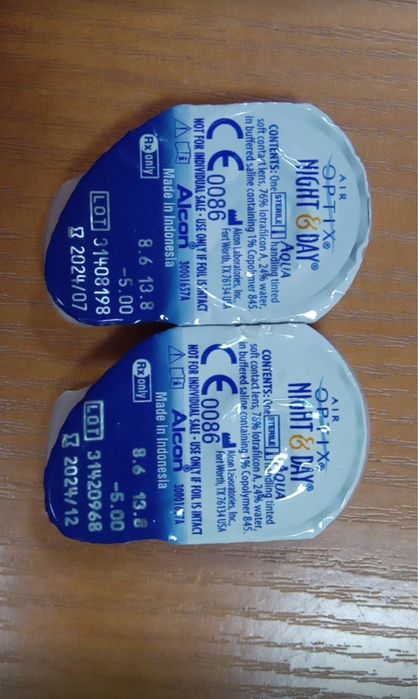 AIR
OPTIX®
NIGHT & DAY®
AQUA
CONTENTS: One STERILE handling tinted
soft contact lens, 76% lotrafilcon A, 24% water,
in buffered saline containing 1% Copolymer 845.
CE 0086
Alcon Laboratories, Inc.
Fort Worth, TX 76134 USA
NOT FOR INDIVIDUAL SALE - USE ONLY IF FOIL IS INTACT
Alcon®
300U1637A
Rx only
Made in Indonesia
8.6 13.8
-5.00
LOT 31408198
2024/07
AIR
OPTIX®
NIGHT & DAY®
AQUA
CONTENTS: One STERILE handling tinted
soft contact lens, 76% lotrafilcon A, 24% water,
in buffered saline containing 1% Copolymer 845.
CE 0086
Alcon Laboratories, Inc.
Fort Worth, TX 76134 USA
NOT FOR INDIVIDUAL SALE - USE ONLY IF FOIL IS INTACT
Alcon®
Rx only
Made in Indonesia
8.6 13.8
-5.00
LOT 31420968
2024/12